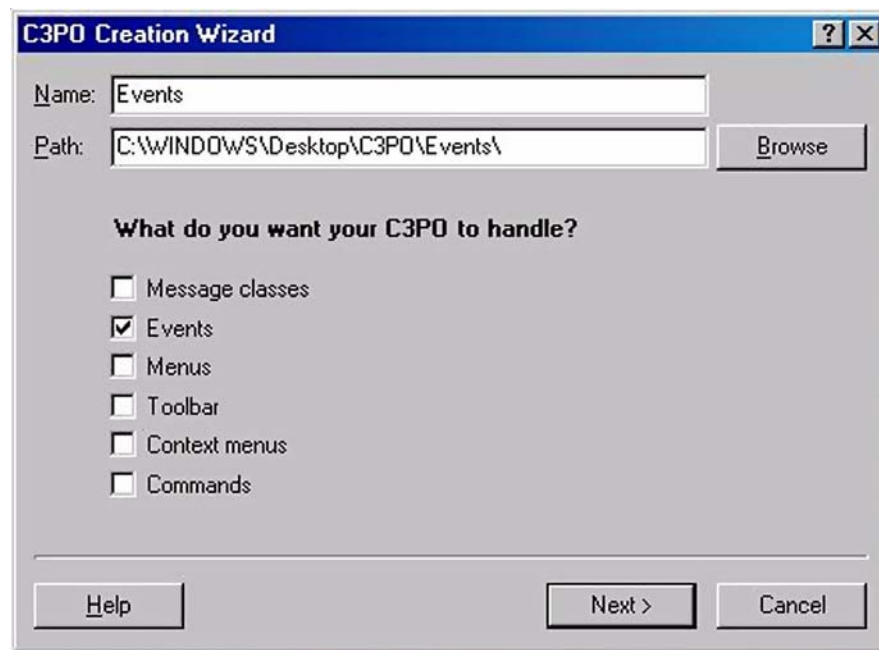 C3PO Creation Wizard
Name: Events
Path: C:\WINDOWS\Desktop\C3PO\Events\ Browse
What do you want your C3PO to handle?
Message classes
Events
Menus
Toolbar
Context menus
Commands
Help Next > Cancel